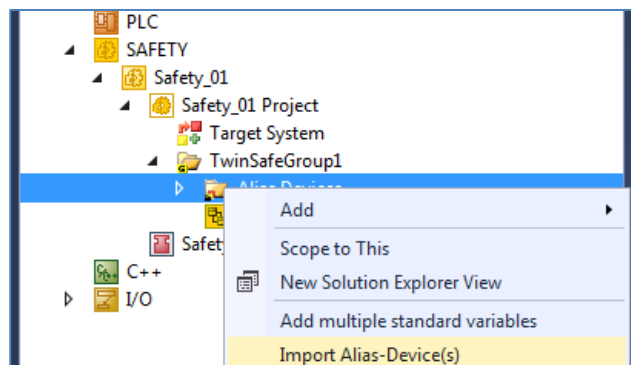 PLC
SAFETY
Safety_01
Safety_01 Project
Target System
TwinSafeGroup1
Add
Safet
Scope to This
C++
New Solution Explorer View
I/O
Add multiple standard variables
Import Alias-Device(s)